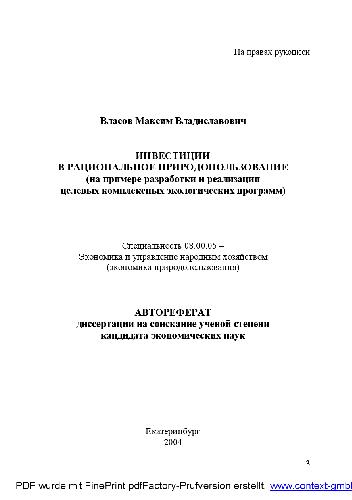 На правах рукописи
Власов Максим Владиславович
ИНВЕСТИЦИИ
В РАЦИОНАЛЬНОЕ ПРИРОДОПОЛЬЗОВАНИЕ
(на примере разработки и реализации
целевых комплексных экологических программ)
Специальность 08.00.05 –
Экономика и управление народным хозяйством
(экономика природопользования)
АВТОРЕФЕРАТ
диссертации на соискание ученой степени
кандидата экономических наук
Екатеринбург
2004
PDF wurde mit FinePrint pdfFactory-Prüfversion erstellt. www.context-gmb